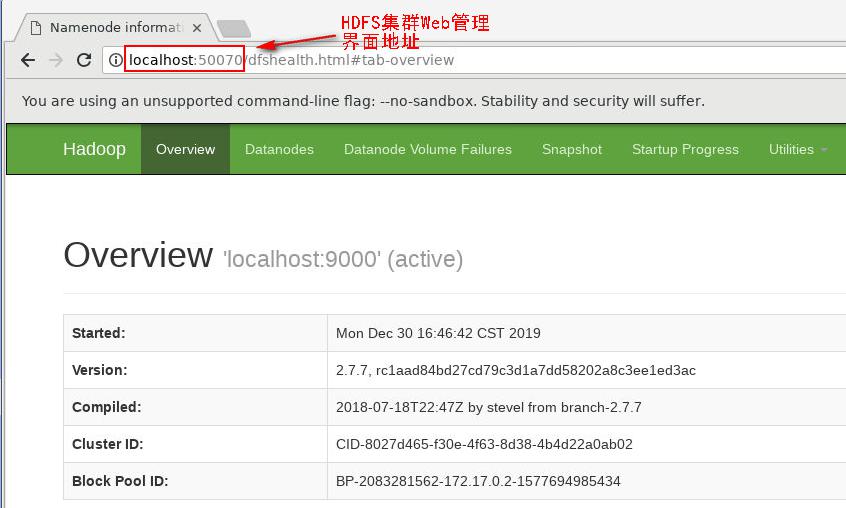 Namenode informati
HDFS集群Web管理
界面地址
localhost:50070/dfshealth.html#tab-overview
You are using an unsupported command-line flag: --no-sandbox. Stability and security will suffer.
Hadoop Overview Datanodes Datanode Volume Failures Snapshot Startup Progress Utilities
Overview 'localhost:9000' (active)
Started: Mon Dec 30 16:46:42 CST 2019
Version: 2.7.7, rc1aad84bd27cd79c3d1a7dd58202a8c3ee1ed3ac
Compiled: 2018-07-18T22:47Z by stevel from branch-2.7.7
Cluster ID: CID-8027d465-f30e-4f63-8d38-4b4d22a0ab02
Block Pool ID: BP-2083281562-172.17.0.2-1577694985434